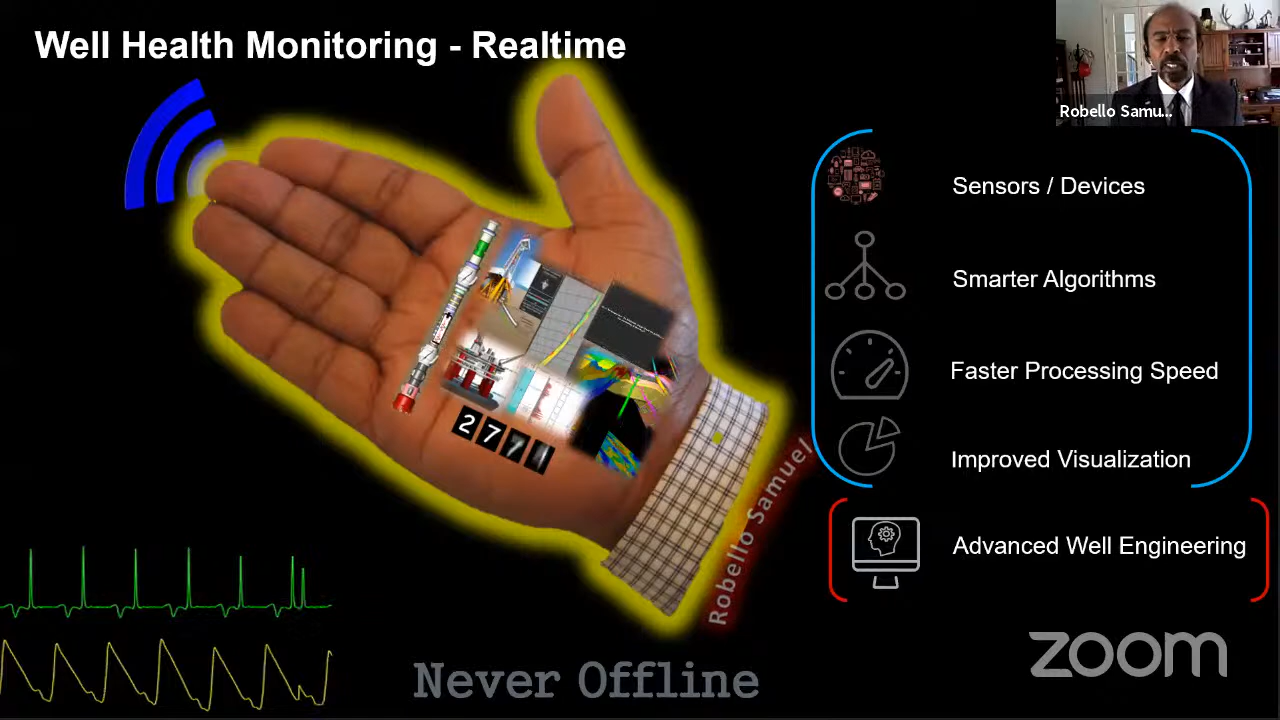 Well Health Monitoring - Realtime
Robello Samu...
Sensors / Devices
Smarter Algorithms
Faster Processing Speed
Improved Visualization
Advanced Well Engineering
277
Robello Samuel
Never Offline
zoom